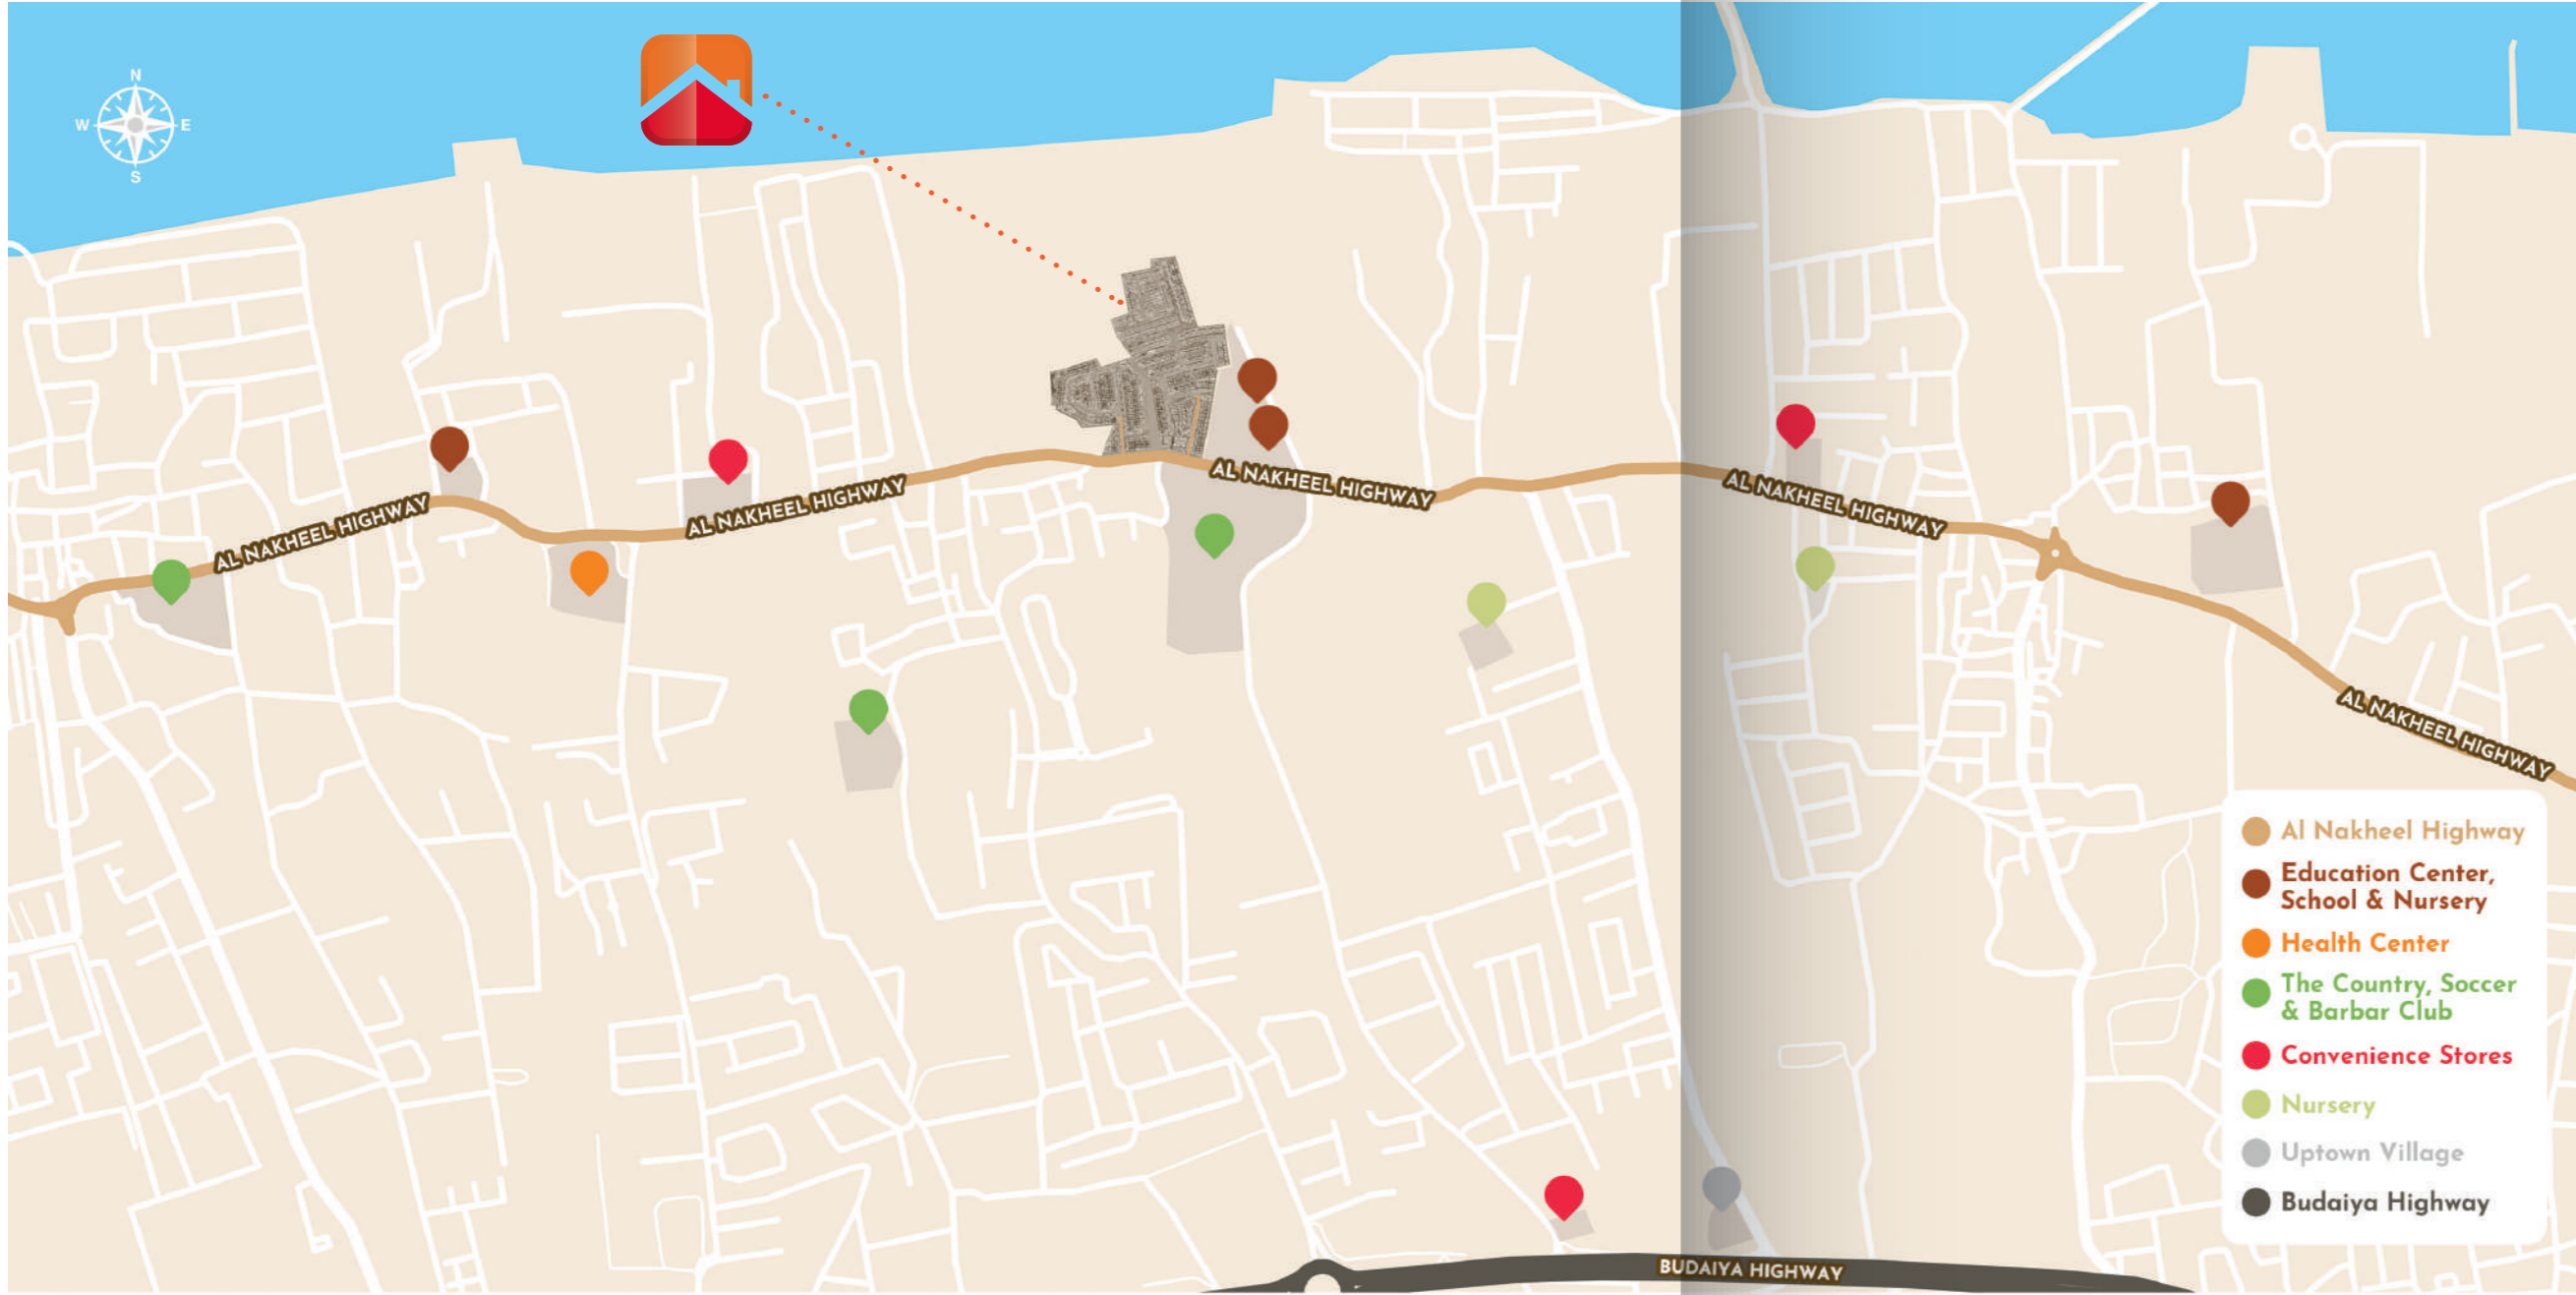 N
W
E
S
AL NAKHEEL HIGHWAY
AL NAKHEEL HIGHWAY
AL NAKHEEL HIGHWAY
AL NAKHEEL HIGHWAY
AL NAKHEEL HIGHWAY
BUDAIYA HIGHWAY
Al Nakheel Highway
Education Center,
School & Nursery
Health Center
The Country, Soccer
& Barbar Club
Convenience Stores
Nursery
Uptown Village
Budaiya Highway